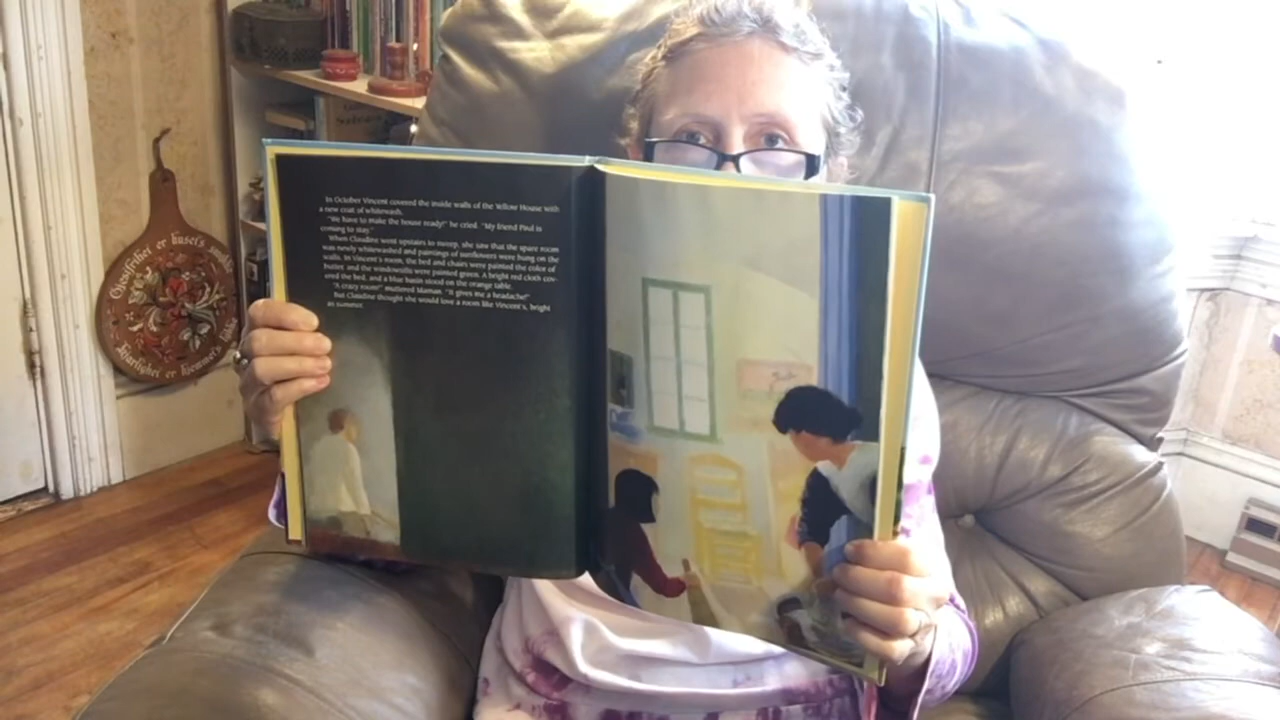 In October Vincent covered the inside walls of the Yellow House with
a new coat of whitewash.
"We have to make the house ready!" he cried. "My friend Paul is
coming to stay."
When Claudine went upstairs to sweep, she saw that the spare room
was newly whitewashed and paintings of sunflowers were hung on the
walls. In Vincent's room, the bed and chairs were painted the color of
butter, and the windowsills were painted green. A bright red cloth cov-
ered the bed, and a blue basin stood on the orange table.
"A crazy room!" muttered Maman. "It gives me a headache!"
But Claudine thought she would love a room like Vincent's, bright
as summer.
er husets
er hjemmets